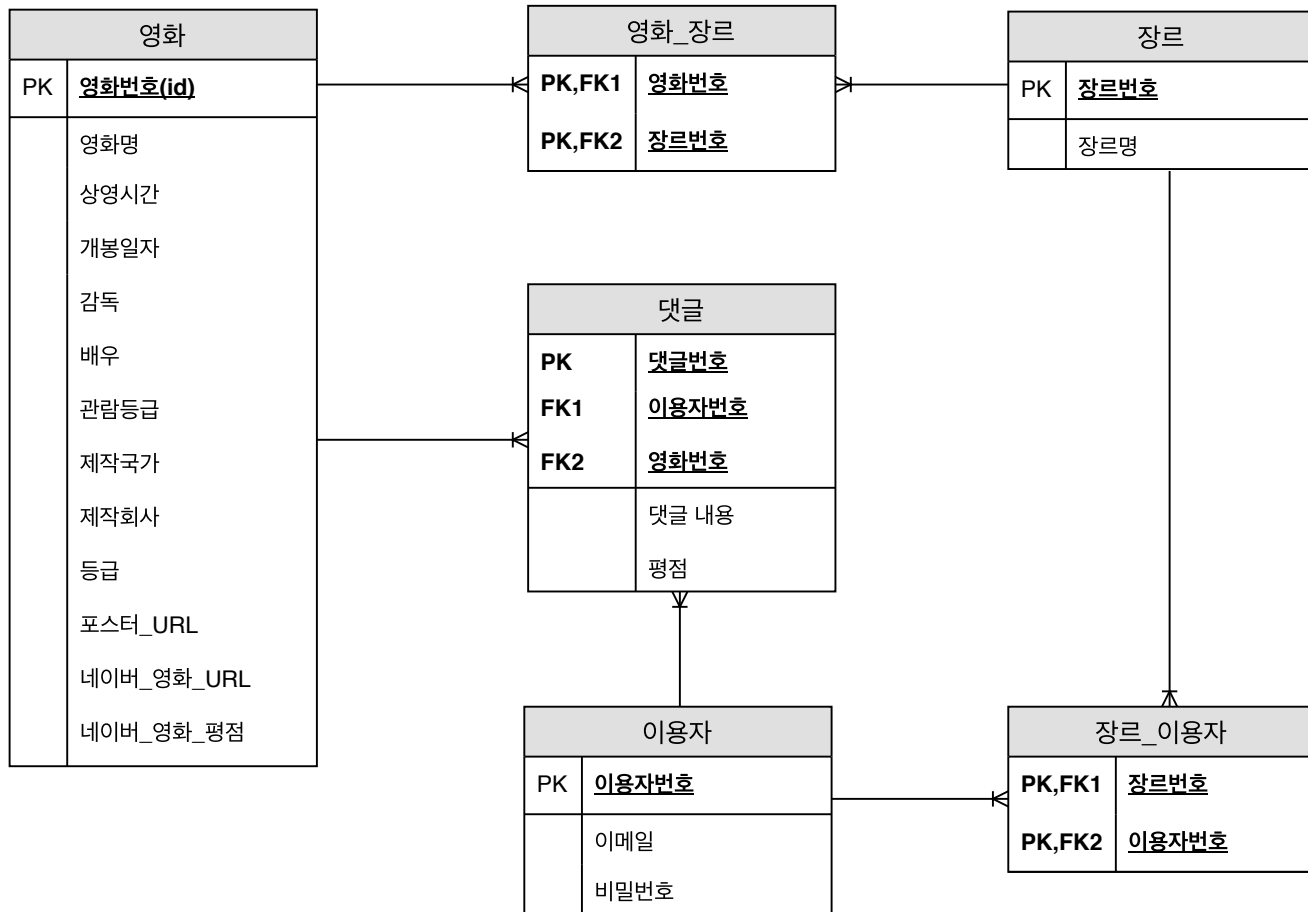 영화
PK 영화번호(id)
영화명
상영시간
개봉일자
감독
배우
관람등급
제작국가
제작회사
등급
포스터_URL
네이버_영화_URL
네이버_영화_평점
영화_장르
PK,FK1 영화번호
PK,FK2 장르번호
장르
PK 장르번호
장르명
댓글
PK 댓글번호
FK1 이용자번호
FK2 영화번호
댓글 내용
평점
이용자
PK 이용자번호
이메일
비밀번호
장르_이용자
PK,FK1 장르번호
PK,FK2 이용자번호